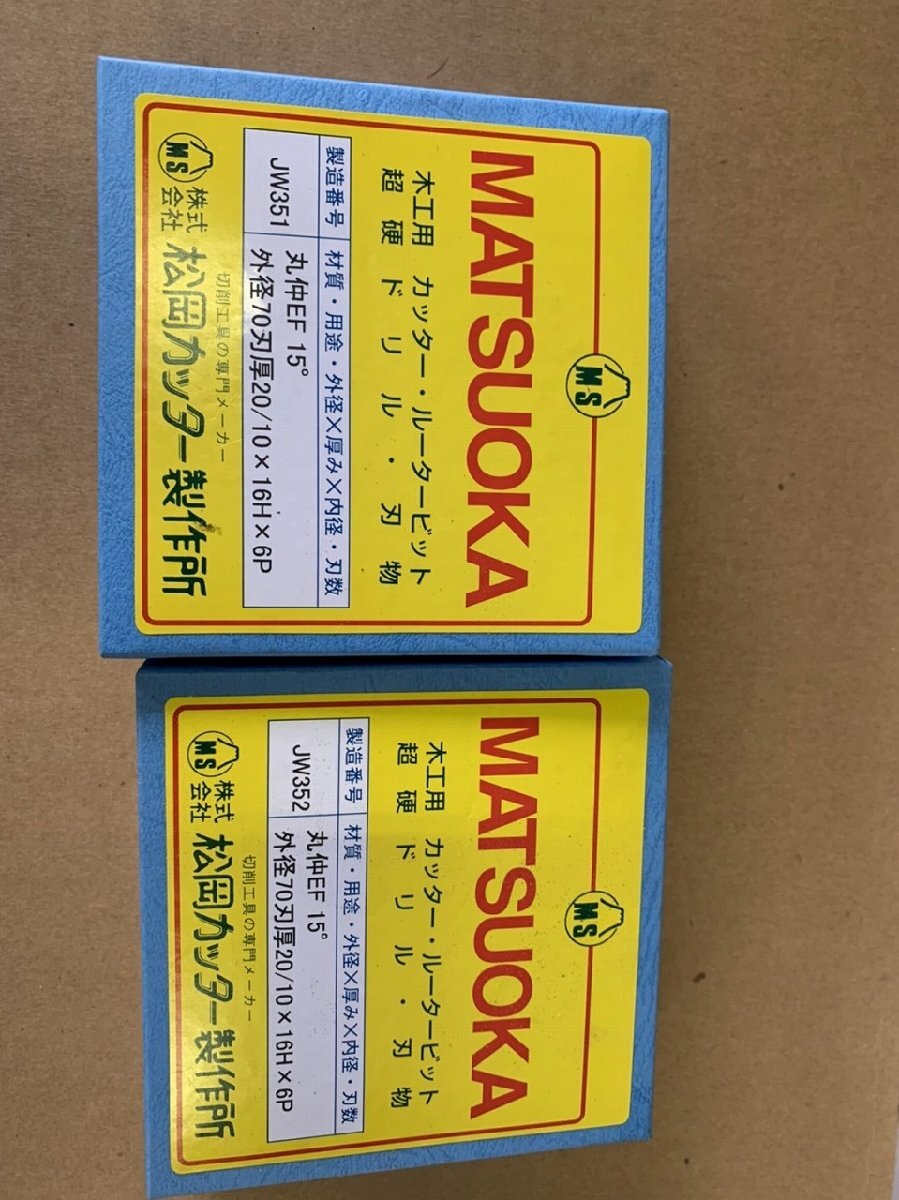 MS
MATSUOKA
木工用 カッター・ルータービット
超硬ドリル・刃物
製造番号 材質・用途・外径×厚み×内径・刃数
JW351 丸仲EF 15°
外径70刃厚20/10×16H×6P
切削工具の専門メーカー
MS 株式会社 松岡カッター製作所
MS
MATSUOKA
木工用 カッター・ルータービット
超硬ドリル・刃物
製造番号 材質・用途・外径×厚み×内径・刃数
JW352 丸仲EF 15°
外径70刃厚20/10×16H×6P
切削工具の専門メーカー
MS 株式会社 松岡カッター製作所